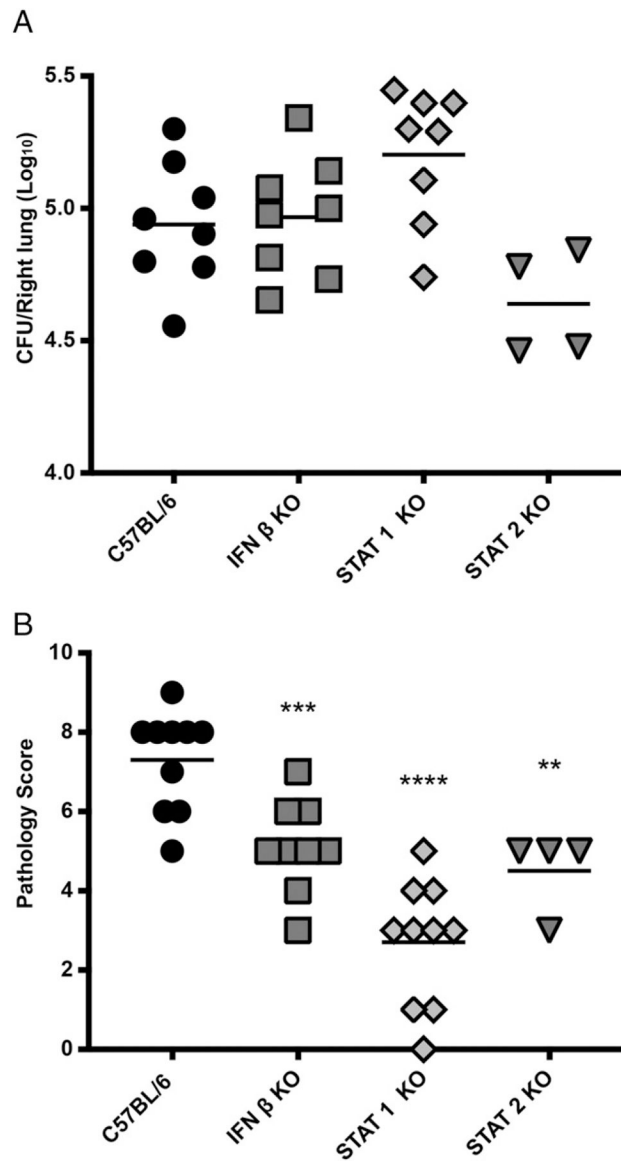 A
CFU/Right lung (Log₁₀)
5.5
5.0
4.5
4.0
C57BL/6
IFN β KO
STAT 1 KO
STAT 2 KO
B
Pathology Score
10
8
6
4
2
0
***
****
**
C57BL/6
IFN β KO
STAT 1 KO
STAT 2 KO